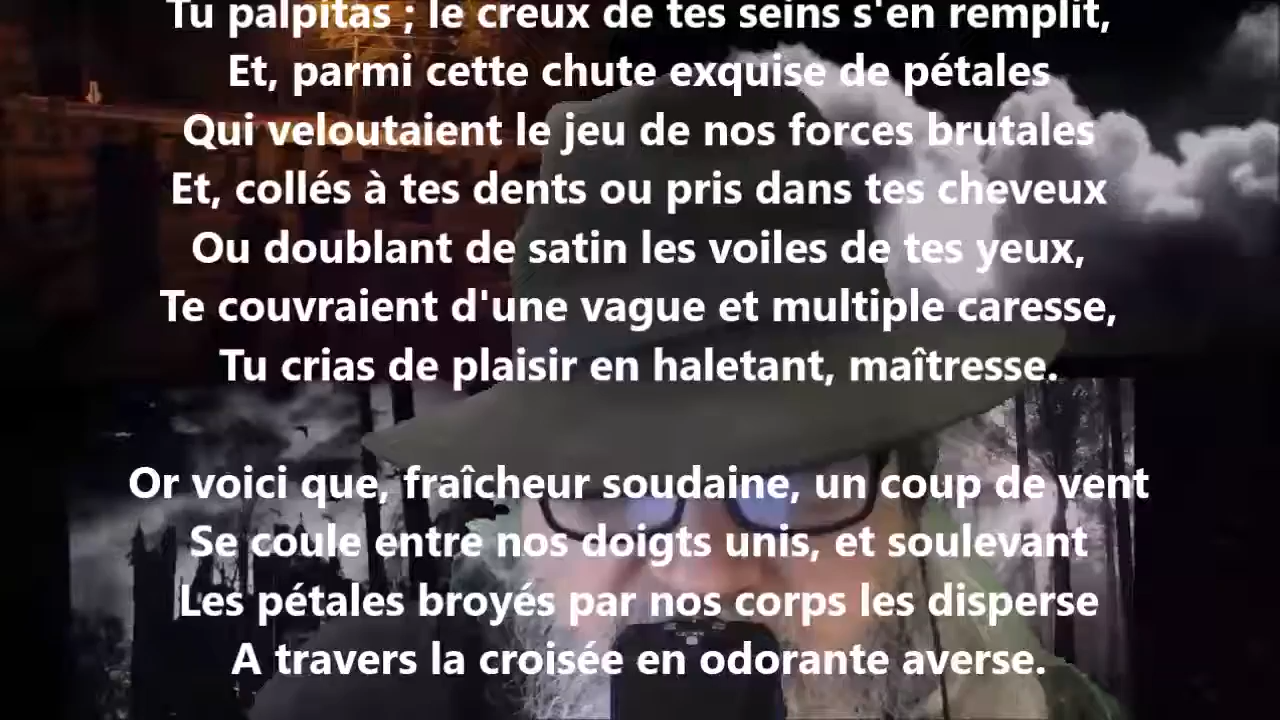 Tu palpitas ; le creux de tes seins s'en remplit,
Et, parmi cette chute exquise de pétales
Qui veloutaient le jeu de nos forces brutales
Et, collés à tes dents ou pris dans tes cheveux
Ou doublant de satin les voiles de tes yeux,
Te couvraient d'une vague et multiple caresse,
Tu crias de plaisir en haletant, maîtresse.
Or voici que, fraîcheur soudaine, un coup de vent
Se coule entre nos doigts unis, et soulevant
Les pétales broyés par nos corps les disperse
A travers la croisée en odorante averse.